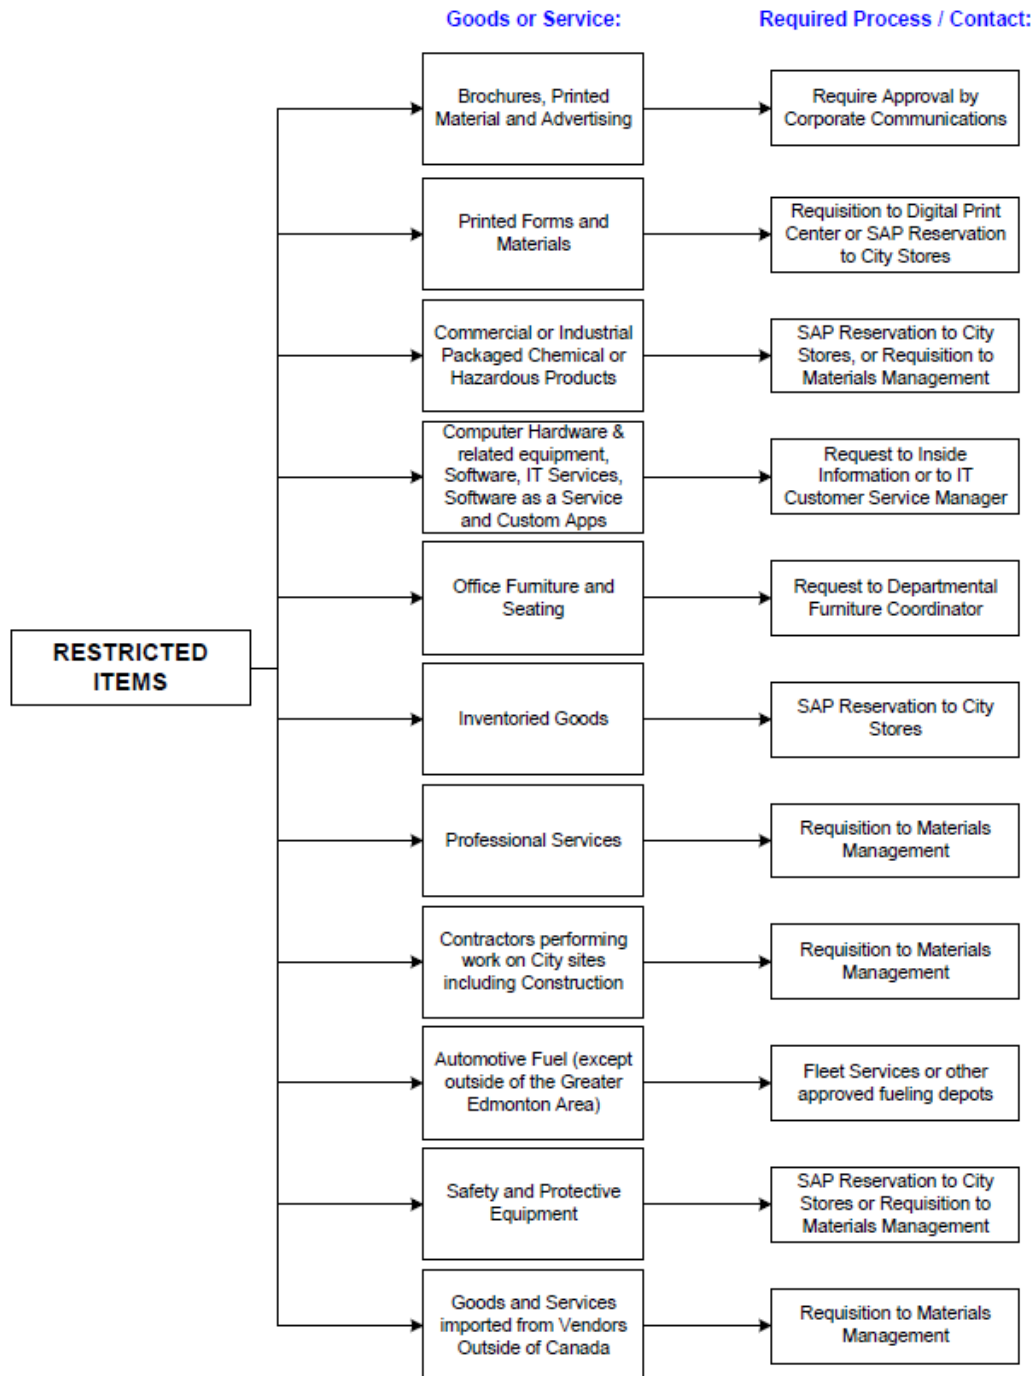 Goods or Service:
Required Process / Contact:
Brochures, Printed
Material and Advertising
Require Approval by
Corporate Communications
Printed Forms and
Materials
Requisition to Digital Print
Center or SAP Reservation
to City Stores
Commercial or Industrial
Packaged Chemical or
Hazardous Products
SAP Reservation to City
Stores, or Requisition to
Materials Management
Computer Hardware &
related equipment,
Software, IT Services,
Software as a Service
and Custom Apps
Request to Inside
Information or to IT
Customer Service Manager
Office Furniture and
Seating
Request to Departmental
Furniture Coordinator
RESTRICTED
ITEMS
Inventoried Goods
SAP Reservation to City
Stores
Professional Services
Requisition to Materials
Management
Contractors performing
work on City sites
including Construction
Requisition to Materials
Management
Automotive Fuel (except
outside of the Greater
Edmonton Area)
Fleet Services or other
approved fueling depots
Safety and Protective
Equipment
SAP Reservation to City
Stores or Requisition to
Materials Management
Goods and Services
imported from Vendors
Outside of Canada
Requisition to Materials
Management